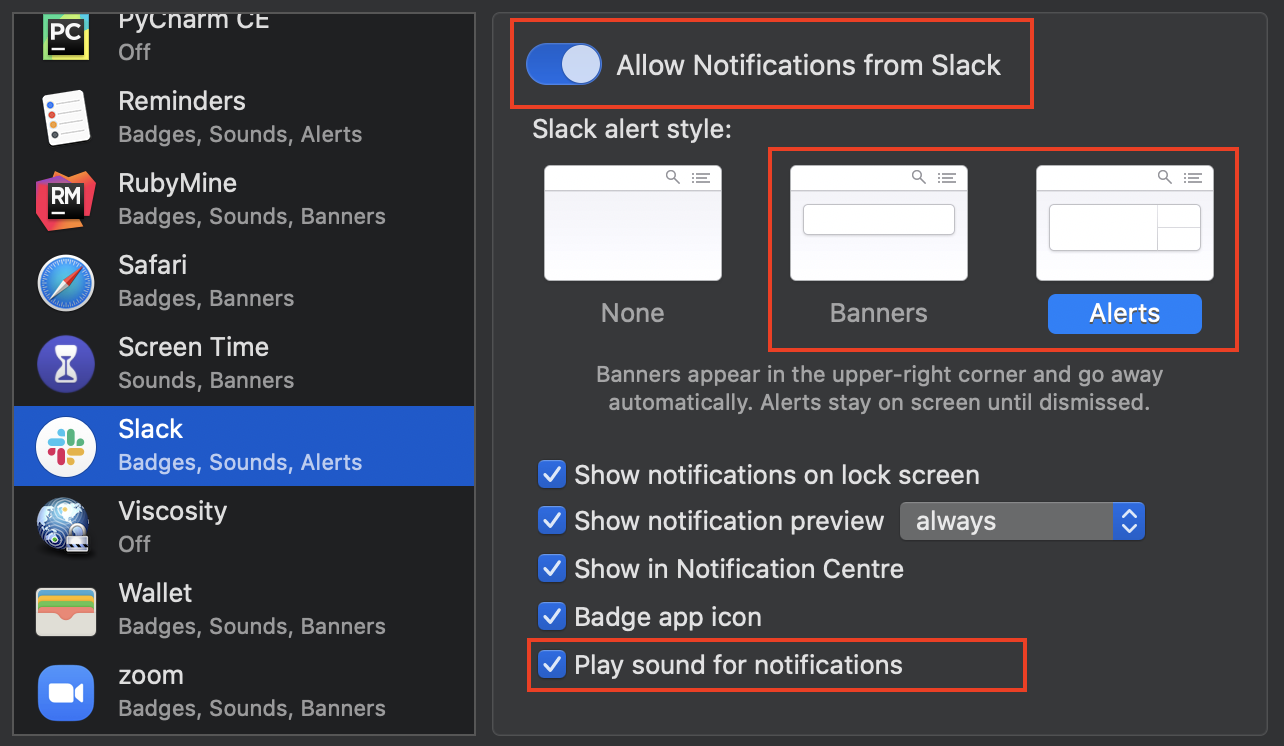 PyCharm CE
Off
Reminders
Badges, Sounds, Alerts
RubyMine
Badges, Sounds, Banners
Safari
Badges, Banners
Screen Time
Sounds, Banners
Slack
Badges, Sounds, Alerts
Viscosity
Off
Wallet
Badges, Sounds, Banners
zoom
Badges, Sounds, Banners
PC
RM
Allow Notifications from Slack
Slack alert style:
None
Banners
Alerts
Banners appear in the upper-right corner and go away
automatically. Alerts stay on screen until dismissed.
Show notifications on lock screen
Show notification preview always
Show in Notification Centre
Badge app icon
Play sound for notifications